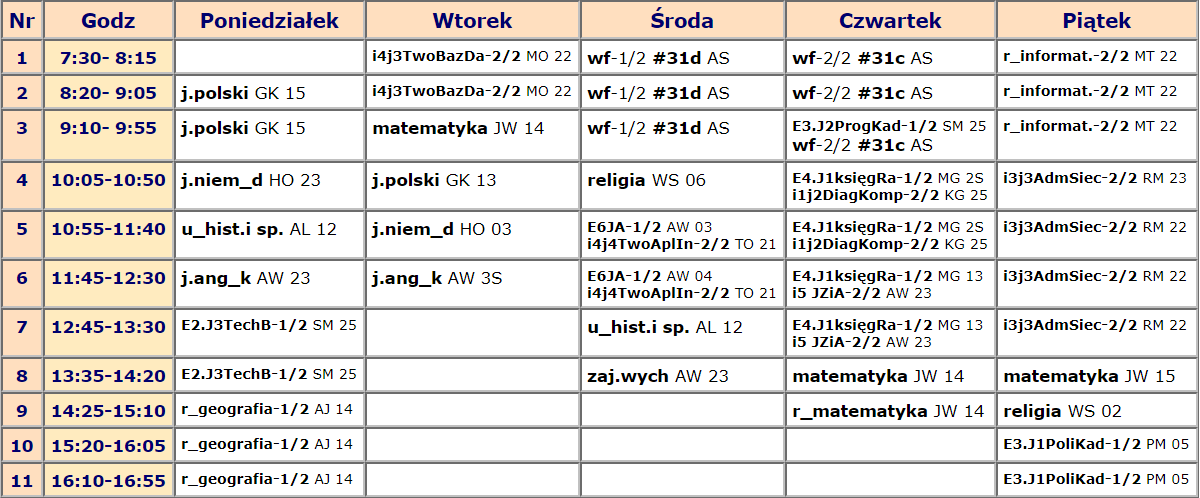 Nr Godz Poniedziałek Wtorek Środa Czwartek Piątek
1 7:30- 8:15 i4j3TwoBazDa-2/2 MO 22 wf-1/2 #31d AS wf-2/2 #31c AS r_informat.-2/2 MT 22
2 8:20- 9:05 j.polski GK 15 i4j3TwoBazDa-2/2 MO 22 wf-1/2 #31d AS wf-2/2 #31c AS r_informat.-2/2 MT 22
3 9:10- 9:55 j.polski GK 15 matematyka JW 14 wf-1/2 #31d AS E3.J2ProgKad-1/2 SM 25 r_informat.-2/2 MT 22
wf-2/2 #31c AS
4 10:05-10:50 j.niem_d HO 23 j.polski GK 13 religia WS 06 E4.J1księgRa-1/2 MG 2S i3j3AdmSiec-2/2 RM 23
i1j2DiagKomp-2/2 KG 25
5 10:55-11:40 u_hist.i sp. AL 12 j.niem_d HO 03 E6JA-1/2 AW 03 E4.J1księgRa-1/2 MG 2S i3j3AdmSiec-2/2 RM 22
i4j4TwoAplIn-2/2 TO 21 i1j2DiagKomp-2/2 KG 25
6 11:45-12:30 j.ang_k AW 23 j.ang_k AW 3S E6JA-1/2 AW 04 E4.J1księgRa-1/2 MG 13 i3j3AdmSiec-2/2 RM 22
i4j4TwoAplIn-2/2 TO 21 i5 JZiA-2/2 AW 23
7 12:45-13:30 E2.J3TechB-1/2 SM 25 u_hist.i sp. AL 12 E4.J1księgRa-1/2 MG 13 i3j3AdmSiec-2/2 RM 22
i5 JZiA-2/2 AW 23
8 13:35-14:20 E2.J3TechB-1/2 SM 25 zaj.wych AW 23 matematyka JW 14 matematyka JW 15
9 14:25-15:10 r_geografia-1/2 AJ 14 r_matematyka JW 14 religia WS 02
10 15:20-16:05 r_geografia-1/2 AJ 14 E3.J1PoliKad-1/2 PM 05
11 16:10-16:55 r_geografia-1/2 AJ 14 E3.J1PoliKad-1/2 PM 05